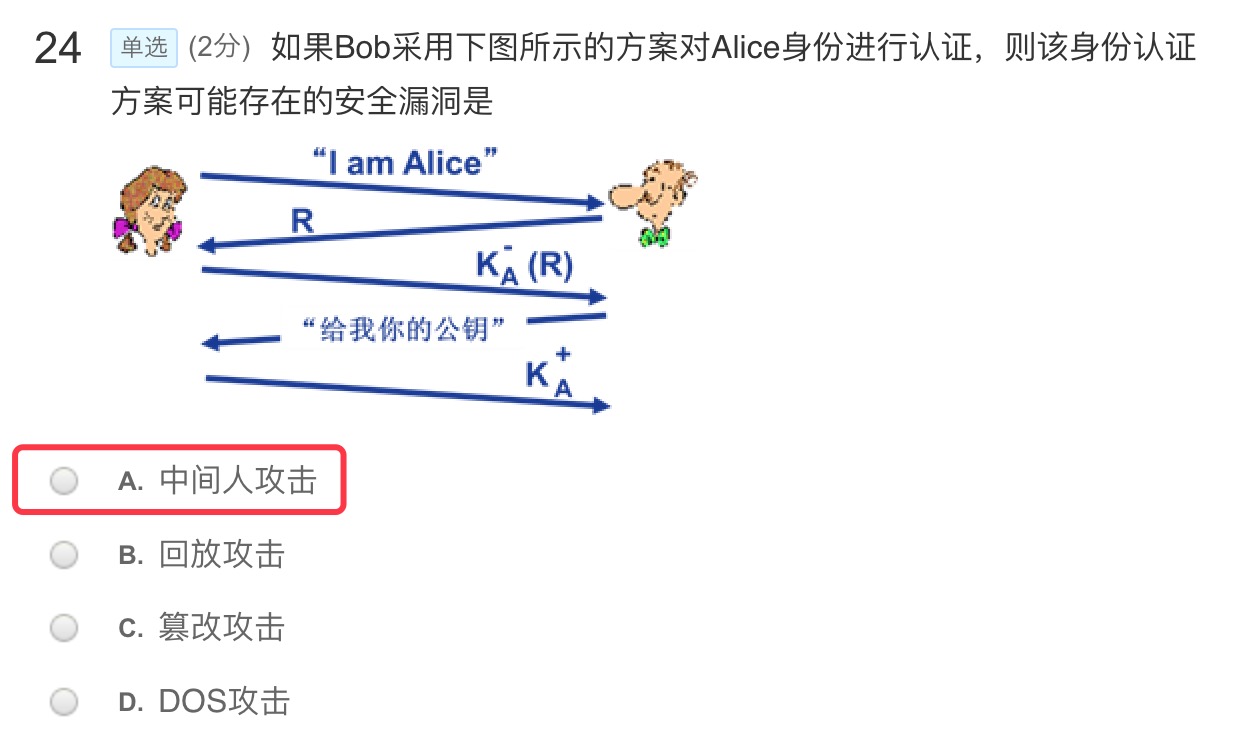 24 单选 (2分) 如果Bob采用下图所示的方案对Alice身份进行认证，则该身份认证
方案可能存在的安全漏洞是
“I am Alice”
R
K_A^- (R)
“给我你的公钥”
K_A^+
A. 中间人攻击
B. 回放攻击
C. 篡改攻击
D. DOS攻击